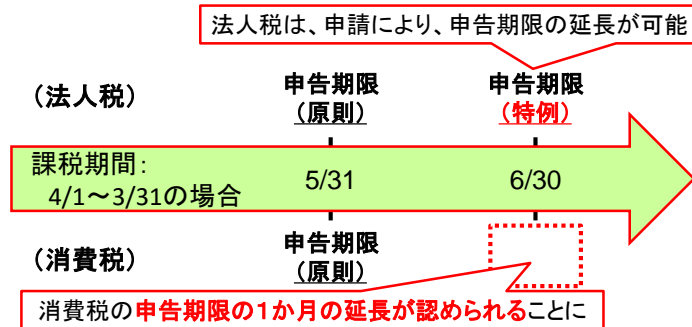 法人税は、申請により、申告期限の延長が可能
（法人税）
申告期限
（原則）
申告期限
（特例）
課税期間：
4/1～3/31の場合
5/31
6/30
（消費税）
申告期限
（原則）
消費税の申告期限の１か月の延長が認められることに